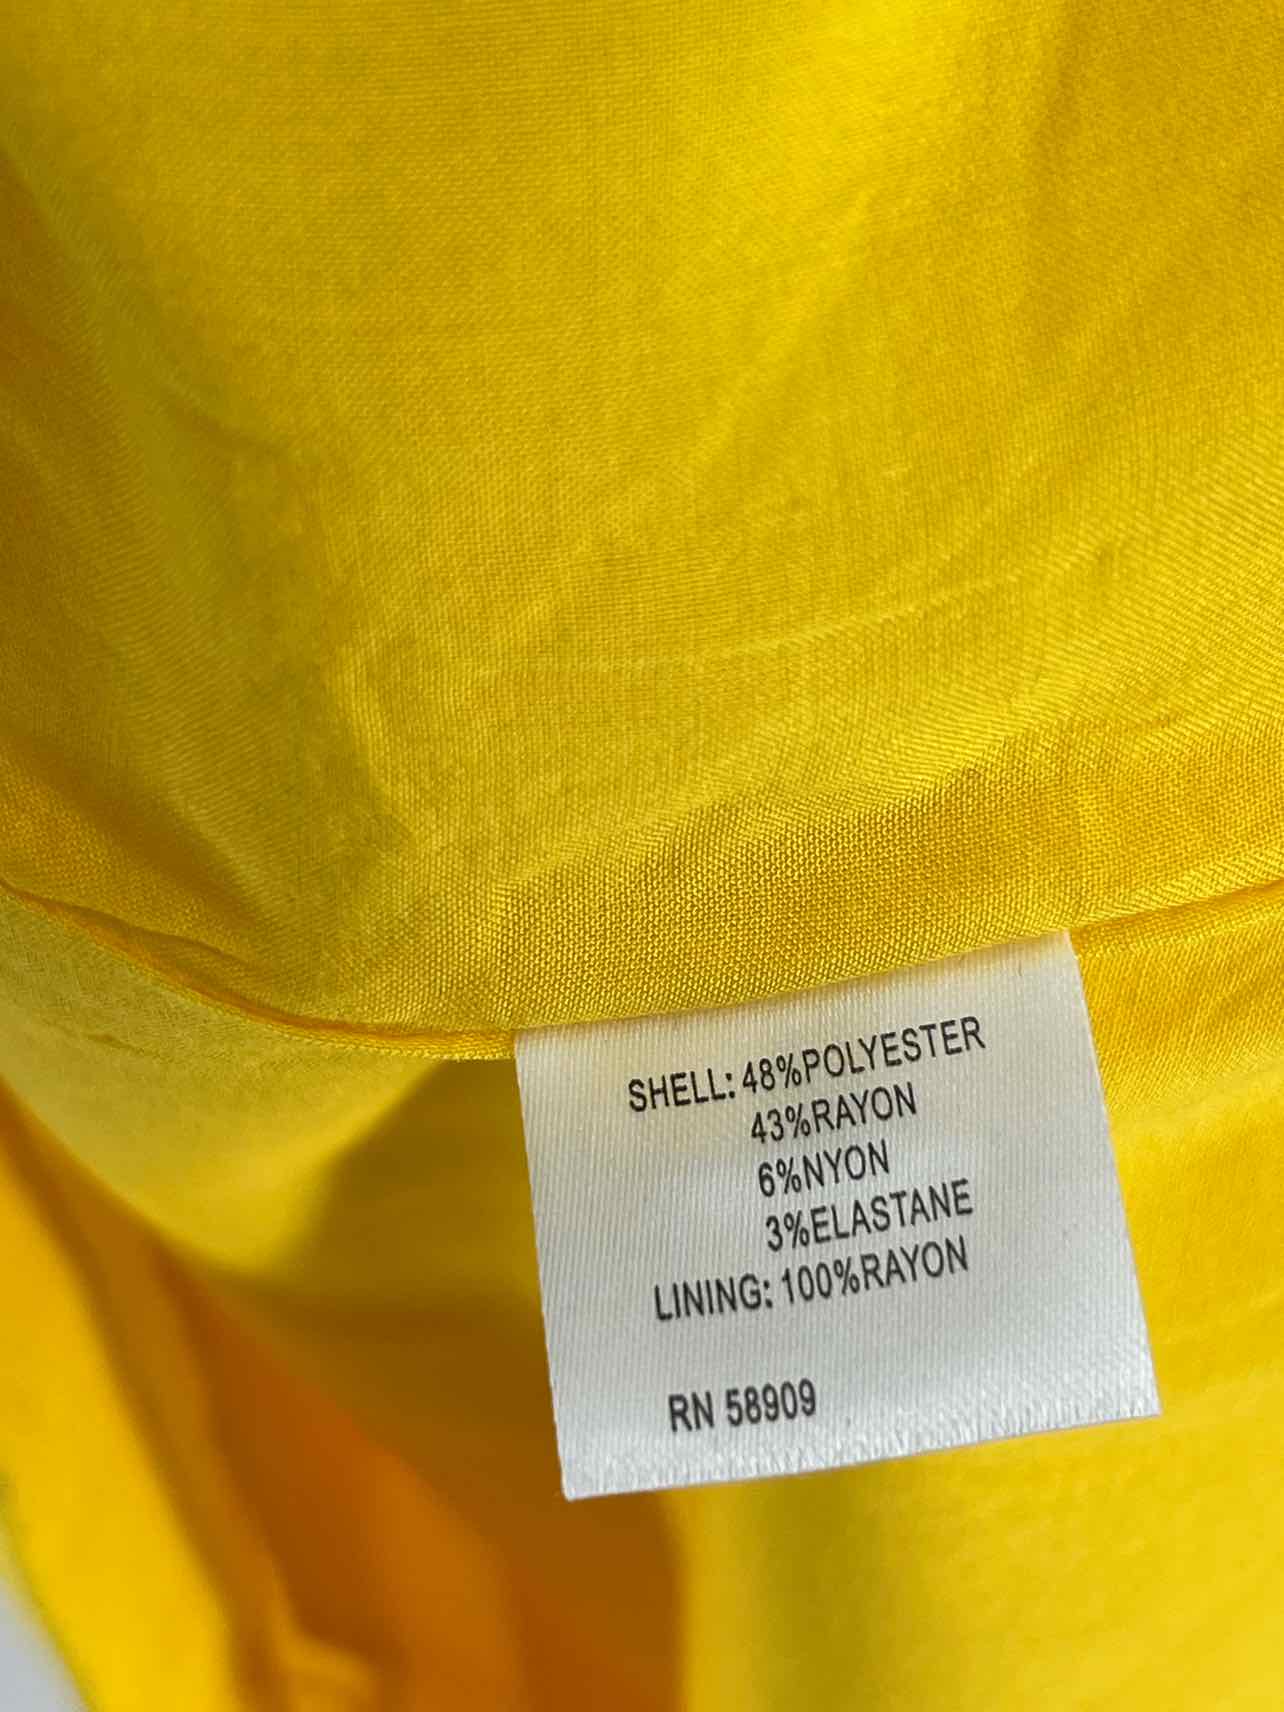 SHELL: 48%POLYESTER
43%RAYON
6%NYON
3%ELASTANE
LINING: 100%RAYON
RN 58909